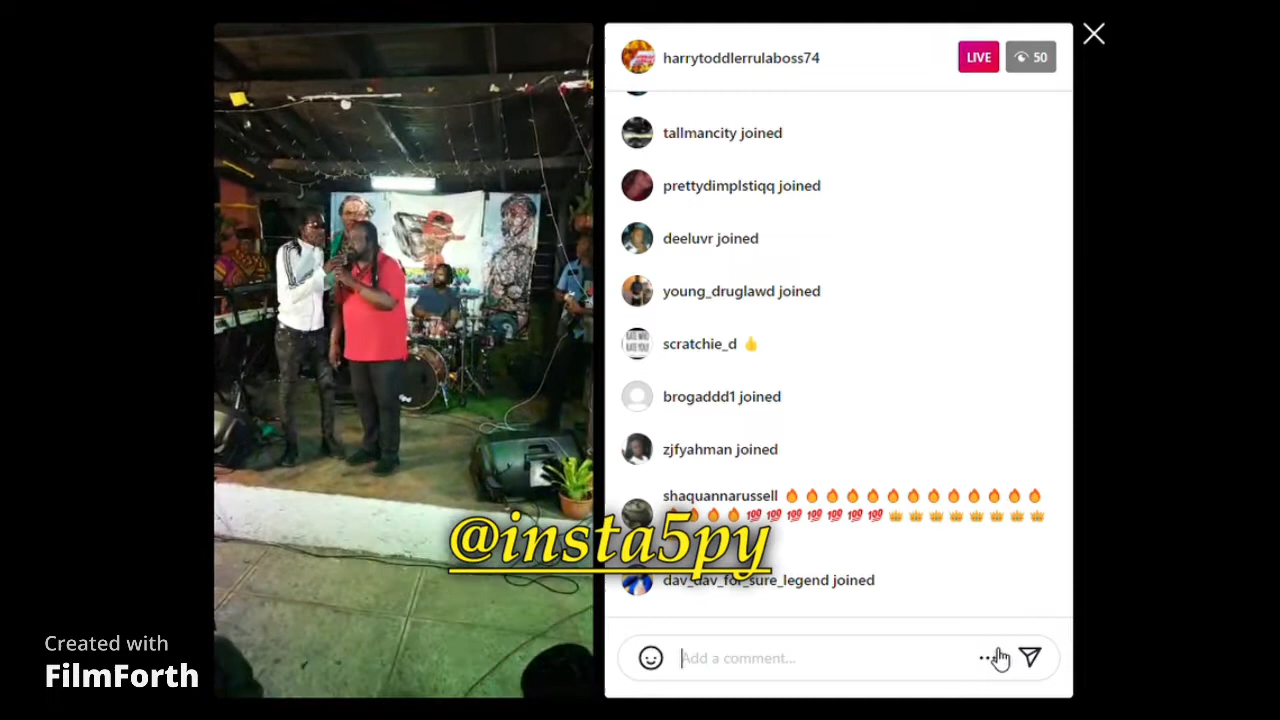 harrytoddlerrulaboss74
LIVE
50
tallmancity joined
prettydimplstiqq joined
deeluvr joined
young_druglawd joined
scratchie_d 👍
brogaddd1 joined
zjfyahman joined
shaquannarussell 🔥🔥🔥🔥🔥🔥🔥🔥🔥🔥🔥🔥🔥
🔥🔥🔥🔥💯💯💯💯💯💯💯👑👑👑👑👑👑👑👑
@insta5py
dav_dav_for_sure_legend joined
Add a comment...
Created with
FilmForth